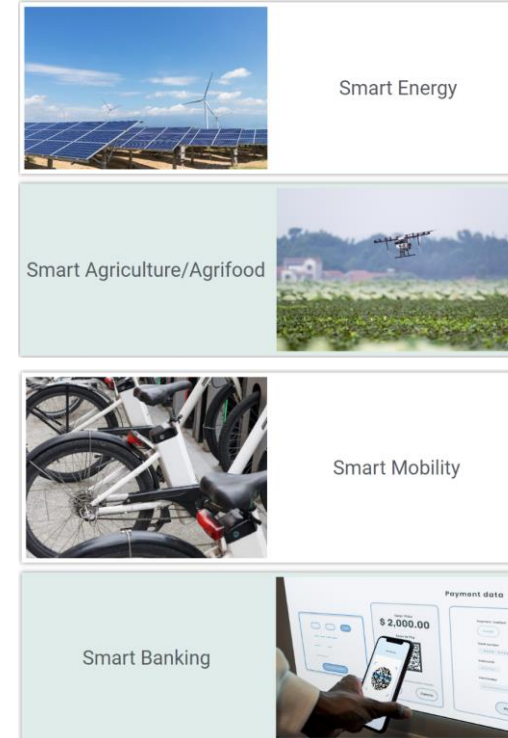 Smart Energy
Smart Agriculture/Agrifood
Smart Mobility
Smart Banking
Payment data
$ 2,000.00